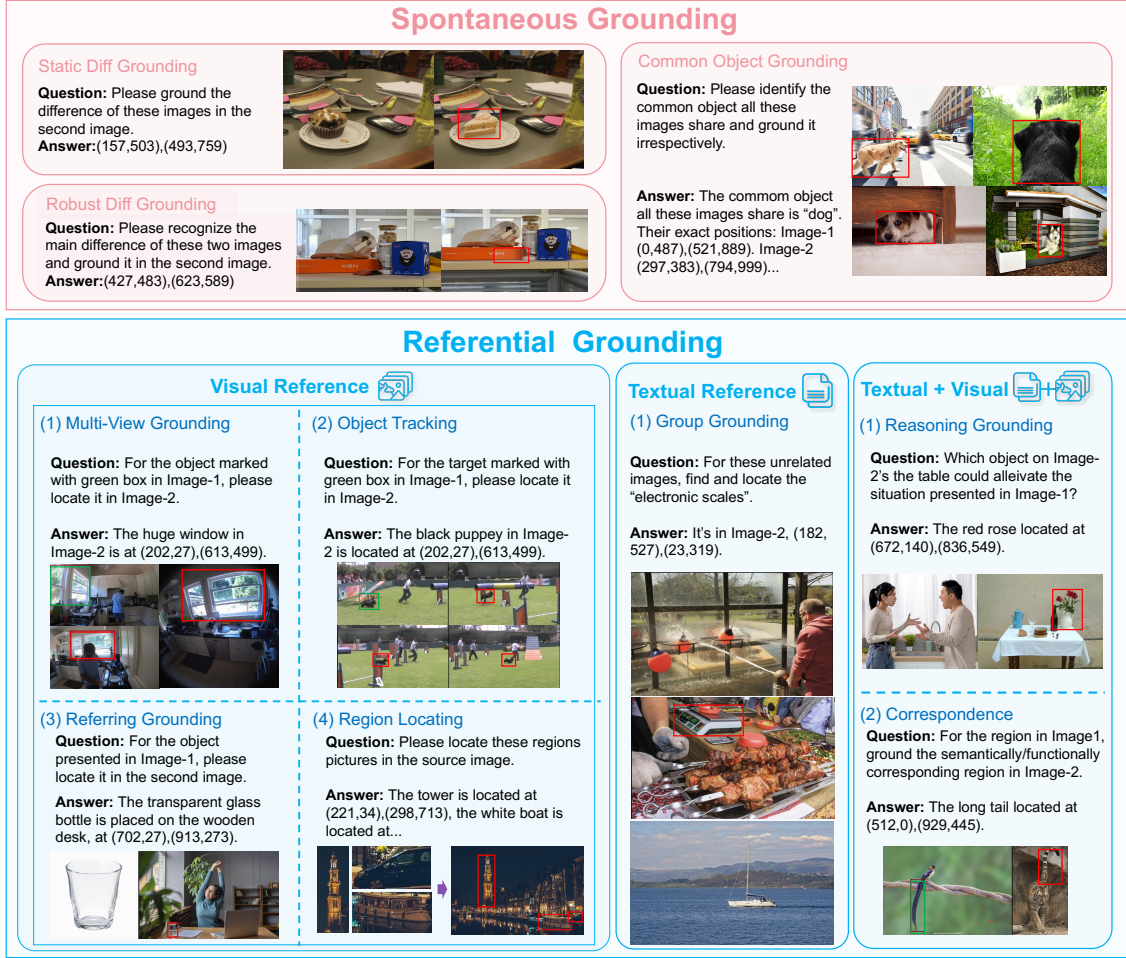 Spontaneous Grounding
Static Diff Grounding
Question: Please ground the
difference of these images in the
second image.
Answer:(157,503),(493,759)
Robust Diff Grounding
Question: Please recognize the
main difference of these two images
and ground it in the second image.
Answer:(427,483),(623,589)
Common Object Grounding
Question: Please identify the
common object all these
images share and ground it
irrespectively.
Answer: The commom object
all these images share is “dog”.
Their exact positions: Image-1
(0,487),(521,889). Image-2
(297,383),(794,999)...
Referential Grounding
Visual Reference
(1) Multi-View Grounding
Question: For the object marked
with green box in Image-1, please
locate it in Image-2.
Answer: The huge window in
Image-2 is at (202,27),(613,499).
(2) Object Tracking
Question: For the target marked with
green box in Image-1, please locate it
in Image-2.
Answer: The black puppey in Image-
2 is located at (202,27),(613,499).
(3) Referring Grounding
Question: For the object
presented in Image-1, please
locate it in the second image.
Answer: The transparent glass
bottle is placed on the wooden
desk, at (702,27),(913,273).
(4) Region Locating
Question: Please locate these regions
pictures in the source image.
Answer: The tower is located at
(221,34),(298,713), the white boat is
located at...
Textual Reference
(1) Group Grounding
Question: For these unrelated
images, find and locate the
“electronic scales”.
Answer: It’s in Image-2, (182,
527),(23,319).
Textual + Visual
(1) Reasoning Grounding
Question: Which object on Image-
2’s the table could alleivate the
situation presented in Image-1?
Answer: The red rose located at
(672,140),(836,549).
(2) Correspondence
Question: For the region in Image1,
ground the semantically/functionally
corresponding region in Image-2.
Answer: The long tail located at
(512,0),(929,445).